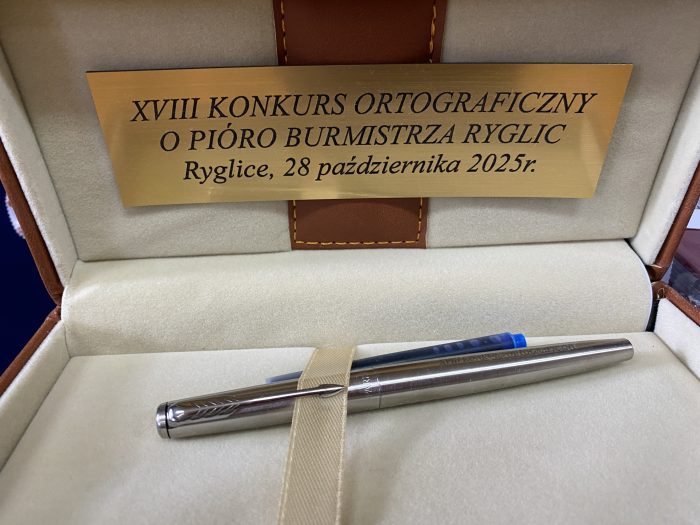 XVIII KONKURS ORTOGRAFICZNY
O PIÓRO BURMISTRZA RYGLIC
Ryglice, 28 października 2025r.